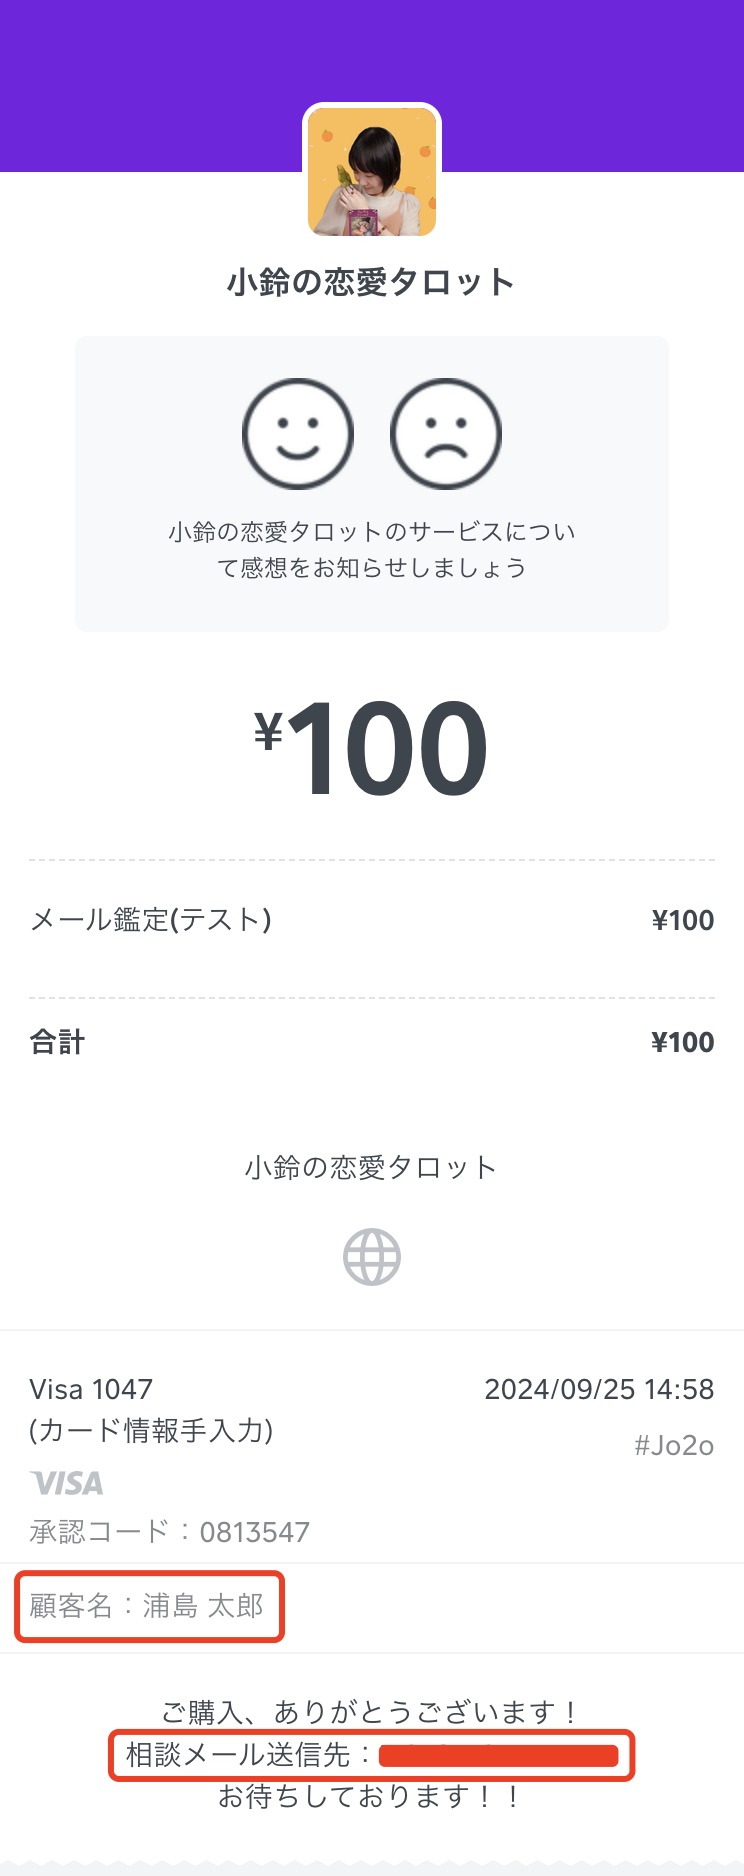 小鈴の恋愛タロット
小鈴の恋愛タロットのサービスについ
て感想をお知らせしましょう
¥100
メール鑑定(テスト) ¥100
合計 ¥100
小鈴の恋愛タロット
Visa 1047 2024/09/25 14:58
(カード情報手入力) #Jo2o
VISA
承認コード：0813547
顧客名：浦島 太郎
ご購入、ありがとうございます！
相談メール送信先：
お待ちしております！！